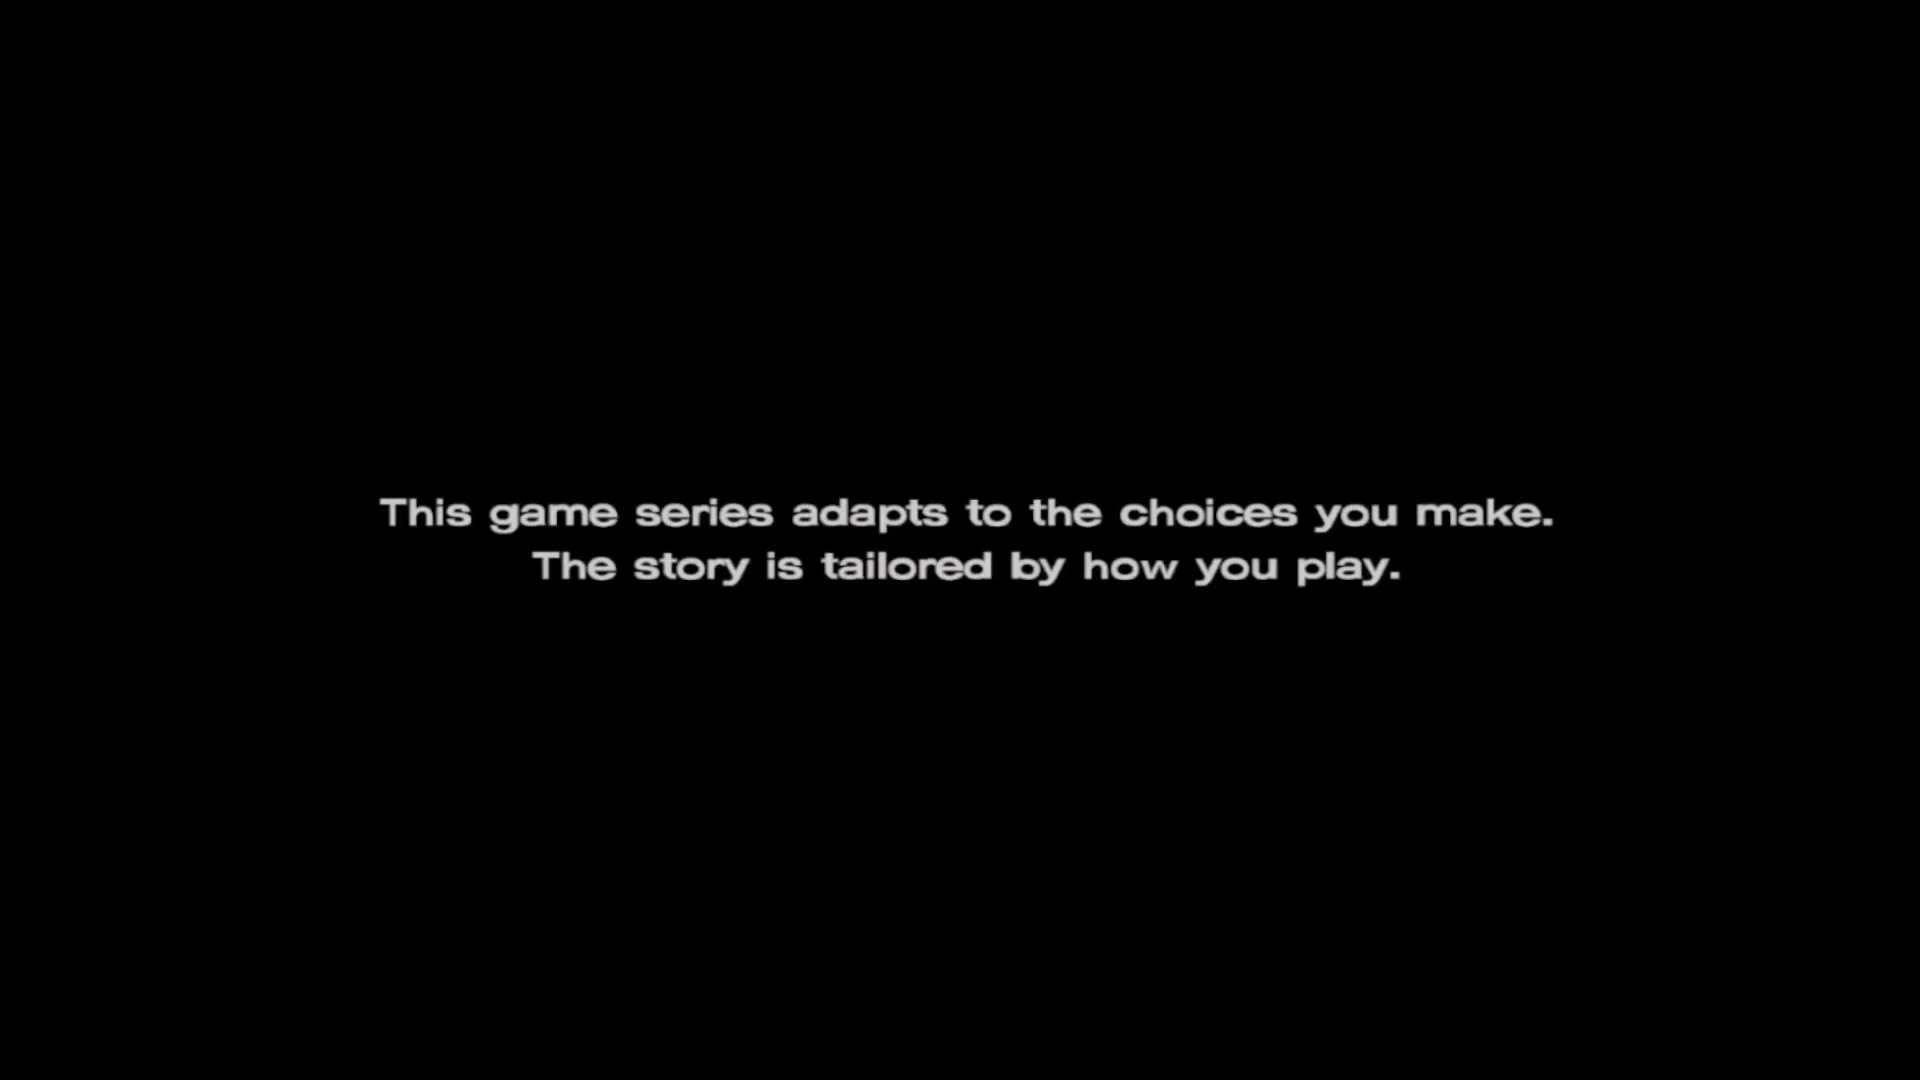 This game series adapts to the choices you make.
The story is tailored by how you play.